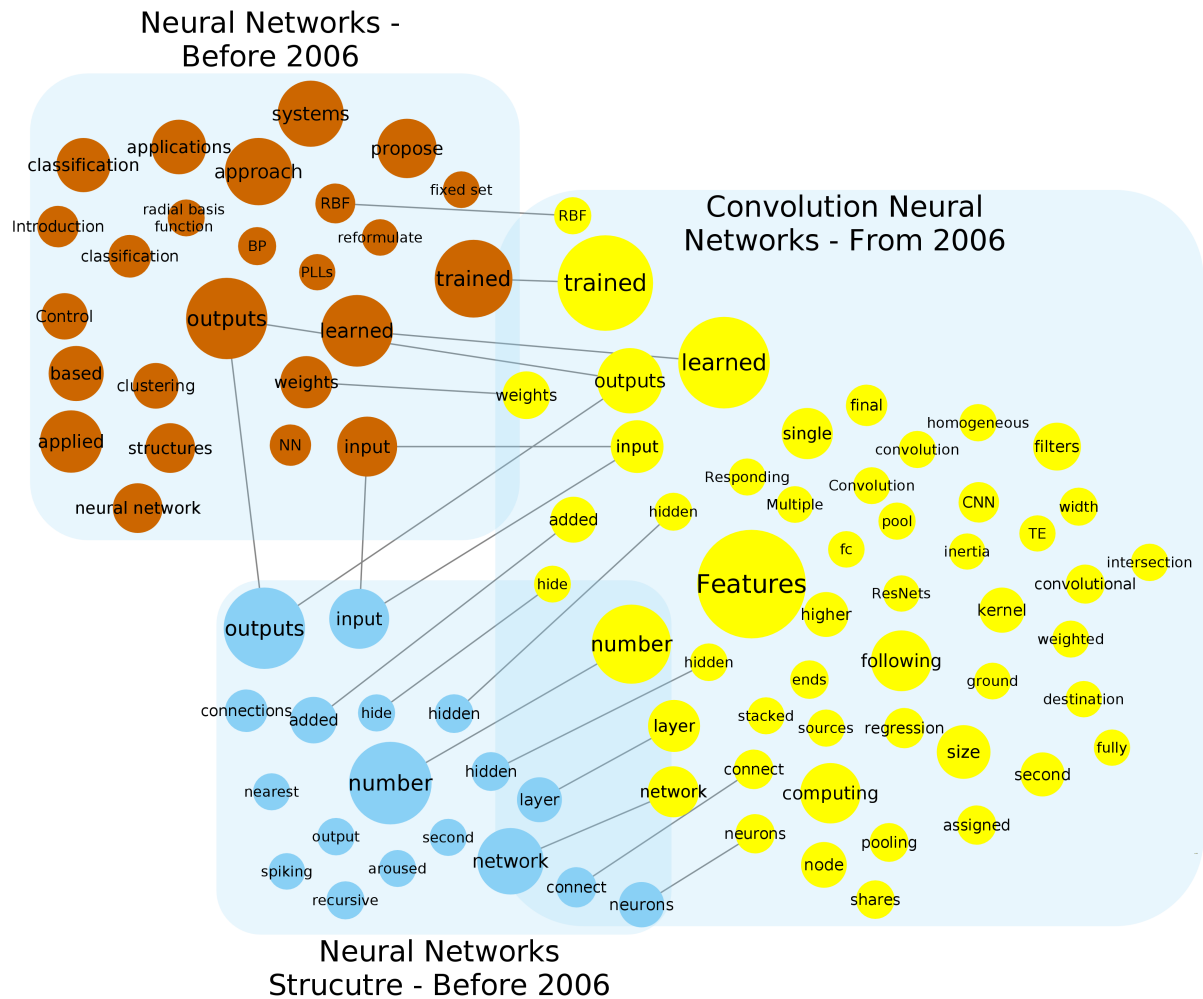 Neural Networks -
Before 2006
systems
applications
propose
classification
approach
fixed set
RBF
radial basis
function
Introduction
reformulate
BP
classification
PLLs
trained
Control
outputs
learned
based
clustering
weights
applied
structures
NN
input
neural network
Convolution Neural
Networks - From 2006
RBF
trained
learned
outputs
weights
final
homogeneous
single
input
convolution
filters
Responding
Convolution
Multiple
CNN
width
added
hidden
pool
TE
fc
inertia
intersection
hide
Features
ResNets
convolutional
higher
kernel
number
weighted
hidden
following
ends
ground
destination
stacked
layer
sources
regression
fully
size
connect
second
network
computing
neurons
assigned
pooling
node
shares
outputs
input
connections
added
hide
hidden
number
hidden
nearest
layer
output
second
network
spiking
aroused
connect
recursive
neurons
Neural Networks
Strucutre - Before 2006